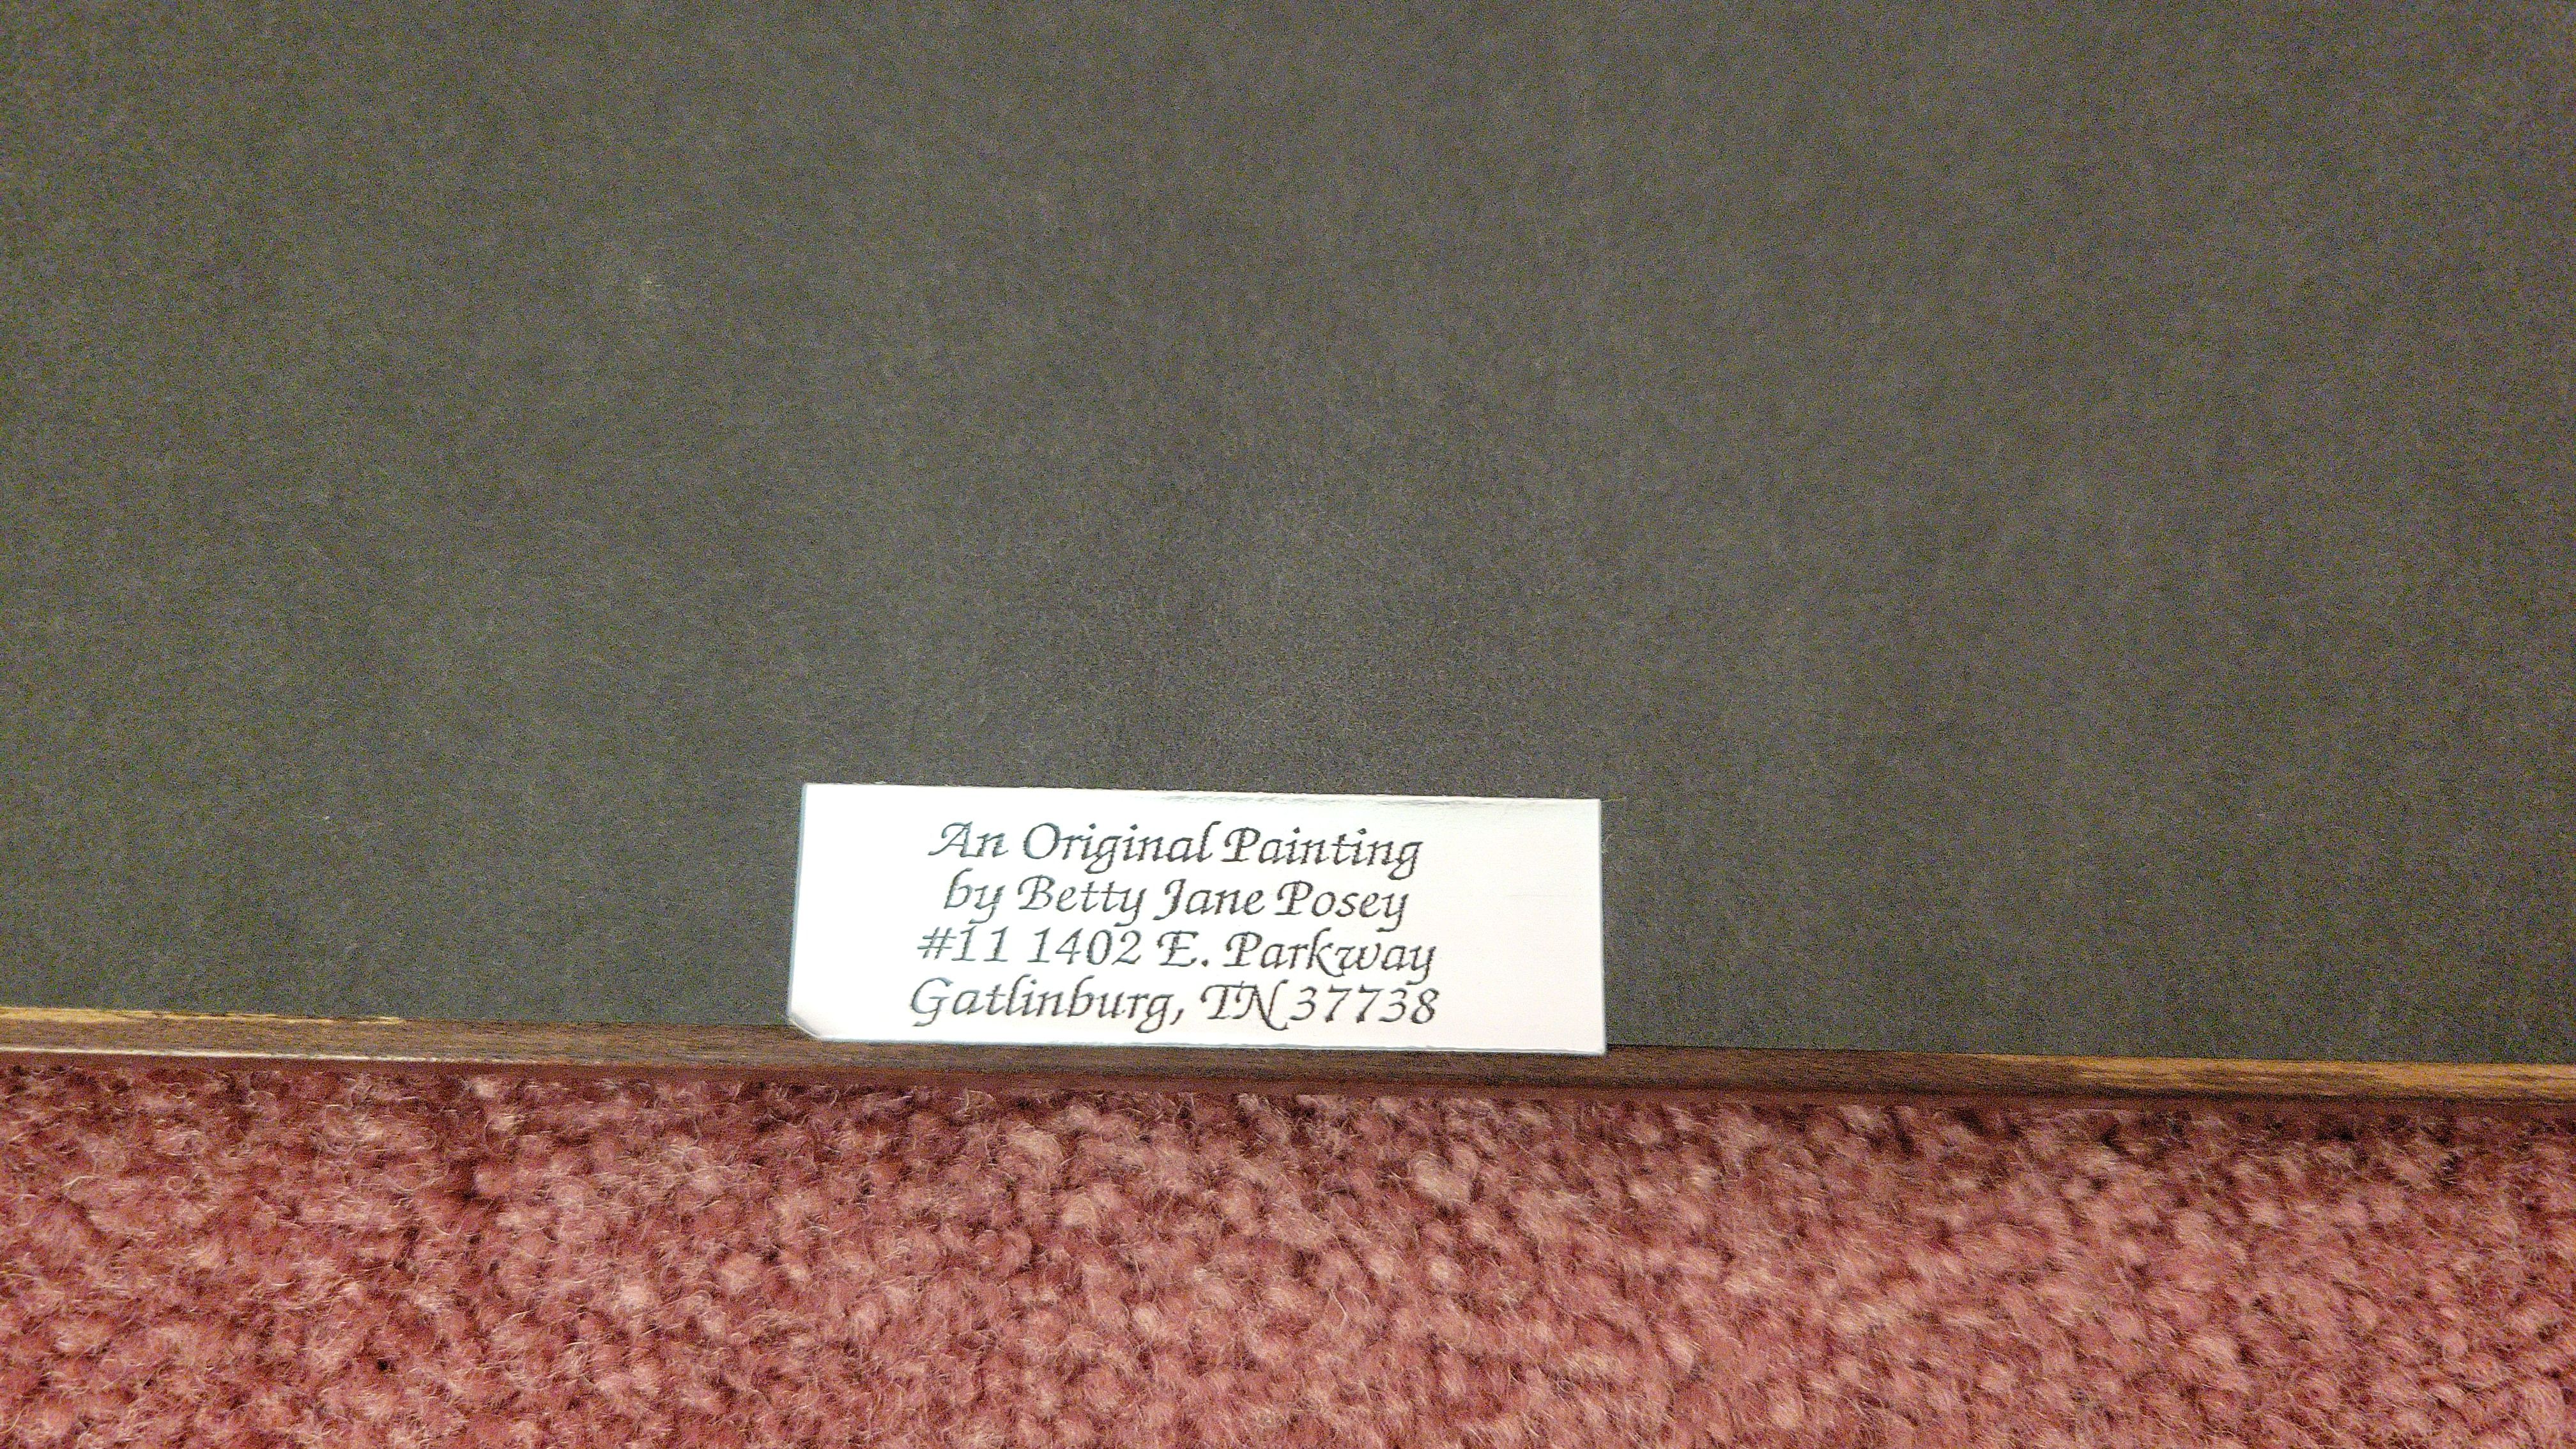 An Original Painting
by Betty Jane Posey
#11 1402 E. Parkway
Gatlinburg, TN 37738